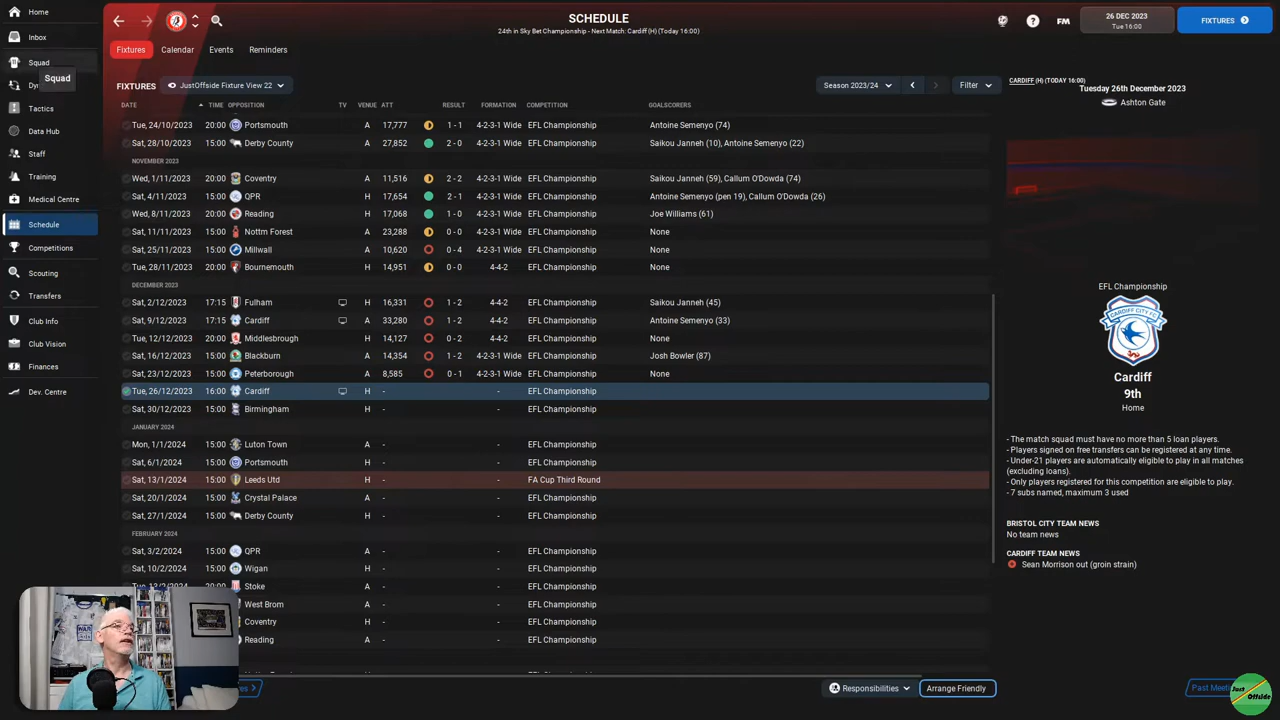 Home
Inbox
Squad
Squad
Tactics
Data Hub
Staff
Training
Medical Centre
Schedule
Competitions
Scouting
Transfers
Club Info
Club Vision
Finances
Dev. Centre
SCHEDULE
24th in Sky Bet Championship - Next Match: Cardiff (H) (Today 16:00)
FM
26 DEC 2023
Tue 16:00
FIXTURES
Fixtures Calendar Events Reminders
FIXTURES JustOffside Fixture View 22 Season 2023/24 Filter
DATE TIME OPPOSITION TV VENUE ATT RESULT FORMATION COMPETITION GOALSCORERS
Tue, 24/10/2023 20:00 Portsmouth A 17,777 1 - 1 4-2-3-1 Wide EFL Championship Antoine Semenyo (74)
Sat, 28/10/2023 15:00 Derby County A 27,852 2 - 0 4-2-3-1 Wide EFL Championship Saikou Janneh (10), Antoine Semenyo (22)
NOVEMBER 2023
Wed, 1/11/2023 20:00 Coventry A 11,516 2 - 2 4-2-3-1 Wide EFL Championship Saikou Janneh (59), Callum O'Dowda (74)
Sat, 4/11/2023 15:00 QPR H 17,654 2 - 1 4-2-3-1 Wide EFL Championship Antoine Semenyo (pen 19), Callum O'Dowda (26)
Wed, 8/11/2023 20:00 Reading H 17,068 1 - 0 4-2-3-1 Wide EFL Championship Joe Williams (61)
Sat, 11/11/2023 15:00 Nottm Forest A 23,288 0 - 0 4-2-3-1 Wide EFL Championship None
Sat, 25/11/2023 15:00 Millwall A 10,620 0 - 4 4-2-3-1 Wide EFL Championship None
Tue, 28/11/2023 20:00 Bournemouth H 14,951 0 - 0 4-4-2 EFL Championship None
DECEMBER 2023
Sat, 2/12/2023 17:15 Fulham H 16,331 1 - 2 4-4-2 EFL Championship Saikou Janneh (45)
Sat, 9/12/2023 17:15 Cardiff A 33,280 1 - 2 4-4-2 EFL Championship Antoine Semenyo (33)
Tue, 12/12/2023 20:00 Middlesbrough H 14,127 0 - 2 4-4-2 EFL Championship None
Sat, 16/12/2023 15:00 Blackburn A 14,354 1 - 2 4-2-3-1 Wide EFL Championship Josh Bowler (87)
Sat, 23/12/2023 15:00 Peterborough A 8,585 0 - 1 4-2-3-1 Wide EFL Championship None
Tue, 26/12/2023 16:00 Cardiff H - - EFL Championship
Sat, 30/12/2023 15:00 Birmingham H - - EFL Championship
JANUARY 2024
Mon, 1/1/2024 15:00 Luton Town A - - EFL Championship
Sat, 6/1/2024 15:00 Portsmouth H - - EFL Championship
Sat, 13/1/2024 15:00 Leeds Utd H - - FA Cup Third Round
Sat, 20/1/2024 15:00 Crystal Palace A - - EFL Championship
Sat, 27/1/2024 15:00 Derby County H - - EFL Championship
FEBRUARY 2024
Sat, 3/2/2024 15:00 QPR A - - EFL Championship
Sat, 10/2/2024 15:00 Wigan H - - EFL Championship
Stoke A - - EFL Championship
West Brom A - - EFL Championship
Coventry H - - EFL Championship
Reading A - - EFL Championship
Responsibilities Arrange Friendly
CARDIFF (H) (TODAY 16:00)
Tuesday 26th December 2023
Ashton Gate
EFL Championship
CARDIFF CITY FC
Cardiff
9th
Home
- The match squad must have no more than 5 loan players.
- Players signed on free transfers can be registered at any time.
- Under-21 players are automatically eligible to play in all matches
(excluding loans).
- Only players registered for this competition are eligible to play.
- 7 subs named, maximum 3 used
BRISTOL CITY TEAM NEWS
No team news
CARDIFF TEAM NEWS
Sean Morrison out (groin strain)
Past
Just
Offside